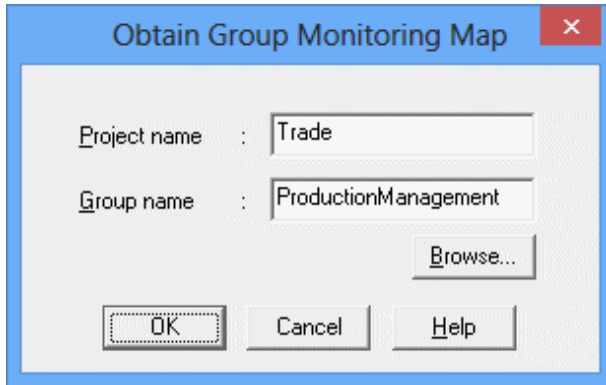 Obtain Group Monitoring Map
Project name : Trade
Group name : ProductionManagement
Browse...
OK Cancel Help